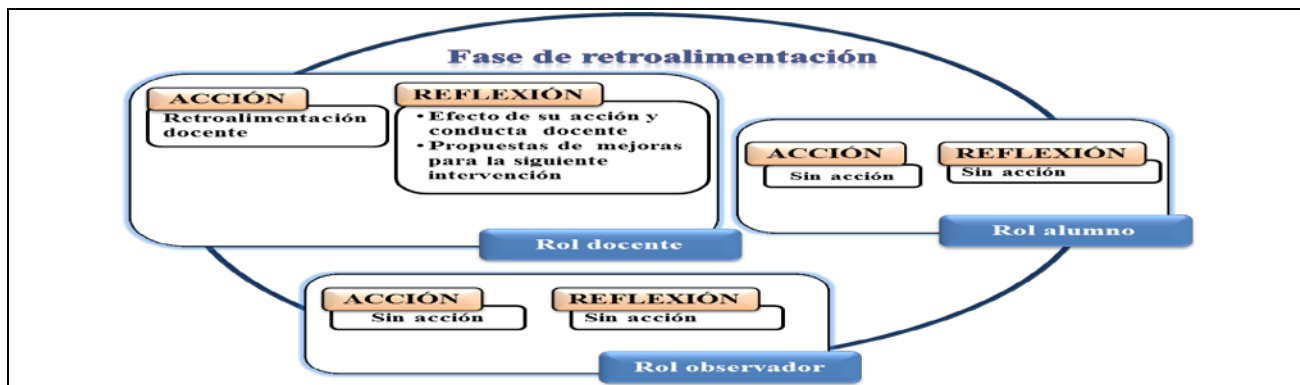 Fase de retroalimentación
ACCIÓN
Retroalimentación
docente
REFLEXIÓN
• Efecto de su acción y
conducta docente
• Propuestas de mejoras
para la siguiente
intervención
Rol docente
ACCIÓN
Sin acción
REFLEXIÓN
Sin acción
Rol alumno
ACCIÓN
Sin acción
REFLEXIÓN
Sin acción
Rol observador